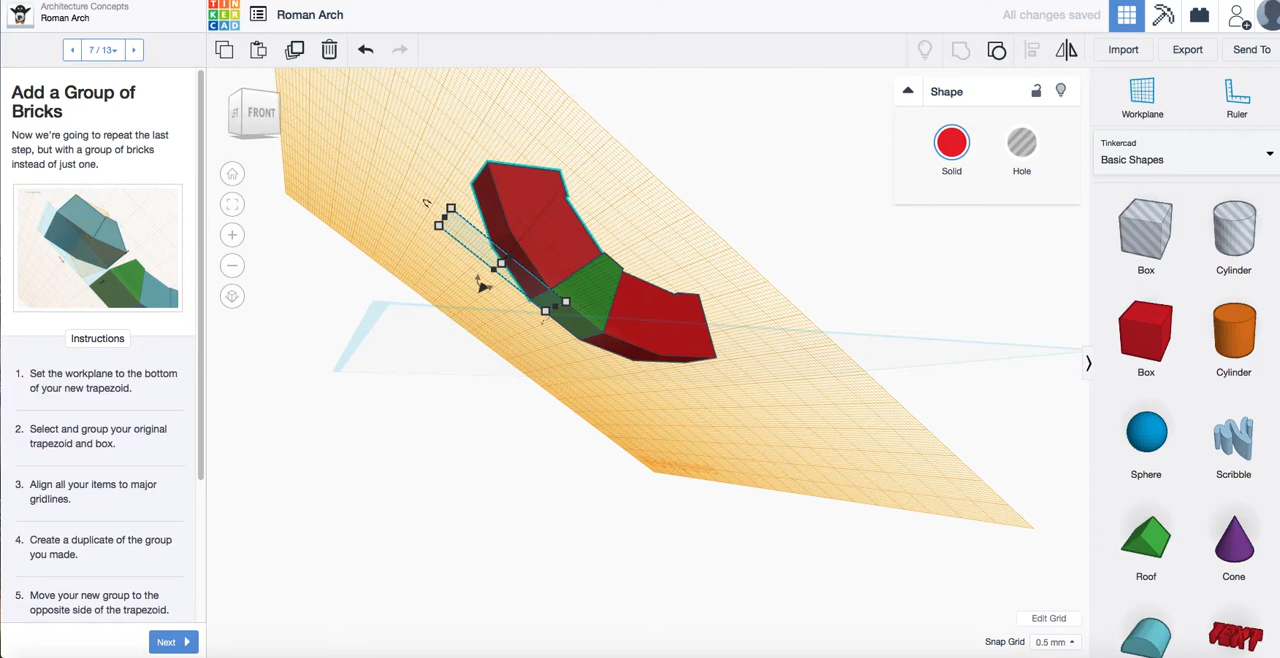 Architecture Concepts
Roman Arch
7 / 13
Add a Group of
Bricks
Now we're going to repeat the last
step, but with a group of bricks
instead of just one.
Instructions
1. Set the workplane to the bottom
of your new trapezoid.
2. Select and group your original
trapezoid and box.
3. Align all your items to major
gridlines.
4. Create a duplicate of the group
you made.
5. Move your new group to the
opposite side of the trapezoid.
Next
TIN
KER
CAD
Roman Arch
All changes saved
Import
Export
Send To
FRONT
Shape
Solid
Hole
Edit Grid
Snap Grid
0.5 mm
Workplane
Ruler
Tinkercad
Basic Shapes
Box
Cylinder
Box
Cylinder
Sphere
Scribble
Roof
Cone
TEXT